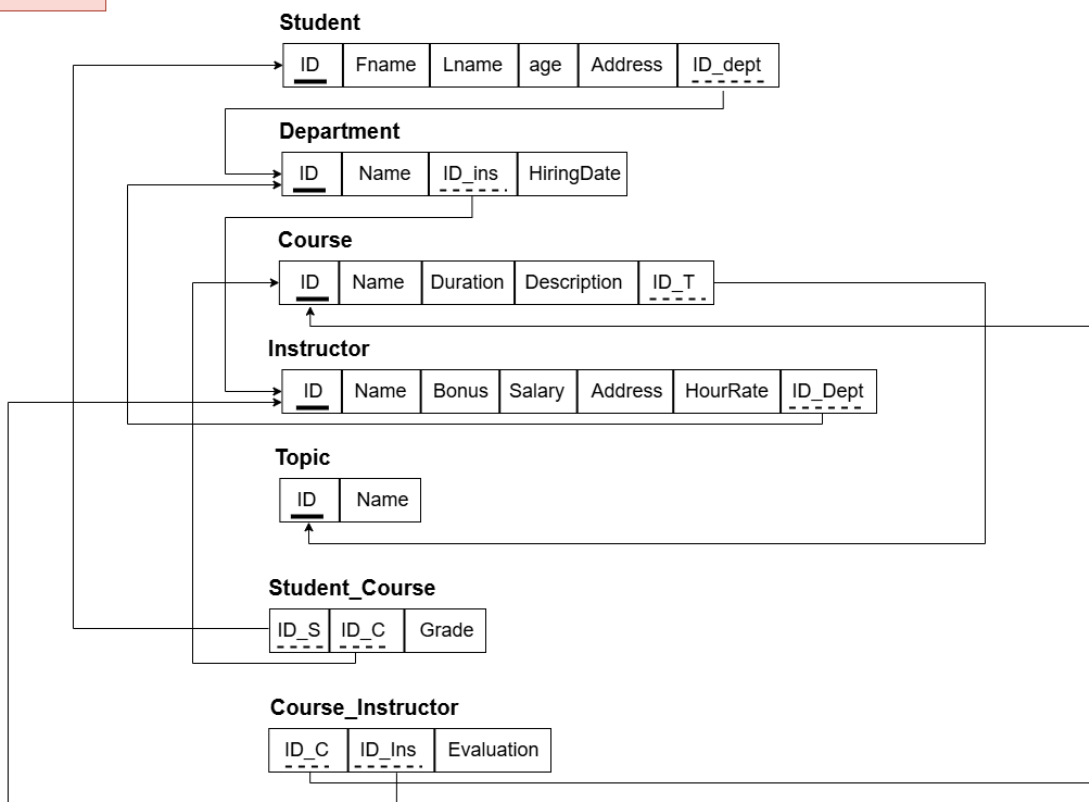 Student
ID Fname Lname age Address ID_dept
Department
ID Name ID_ins HiringDate
Course
ID Name Duration Description ID_T
Instructor
ID Name Bonus Salary Address HourRate ID_Dept
Topic
ID Name
Student_Course
ID_S ID_C Grade
Course_Instructor
ID_C ID_Ins Evaluation